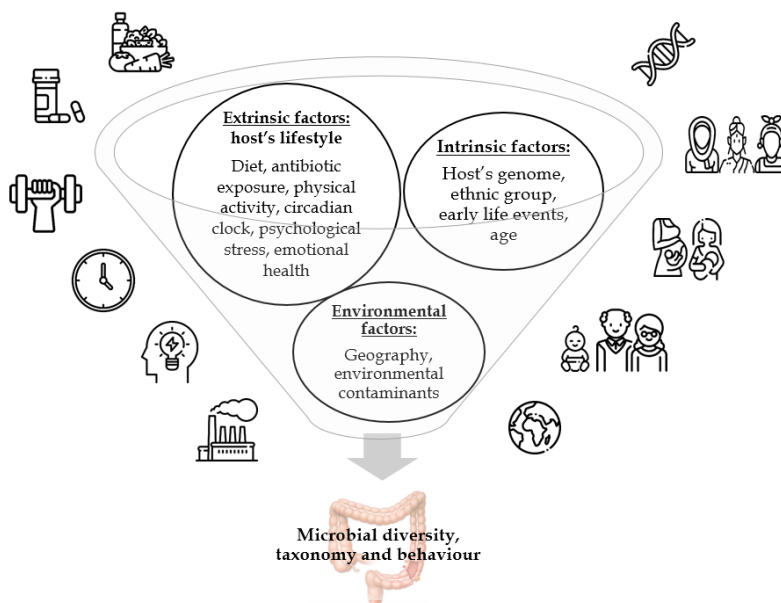 Extrinsic factors:
host's lifestyle
Diet, antibiotic
exposure, physical
activity, circadian
clock, psychological
stress, emotional
health
Intrinsic factors:
Host's genome,
ethnic group,
early life events,
age
Environmental
factors:
Geography,
environmental
contaminants
Microbial diversity,
taxonomy and behaviour